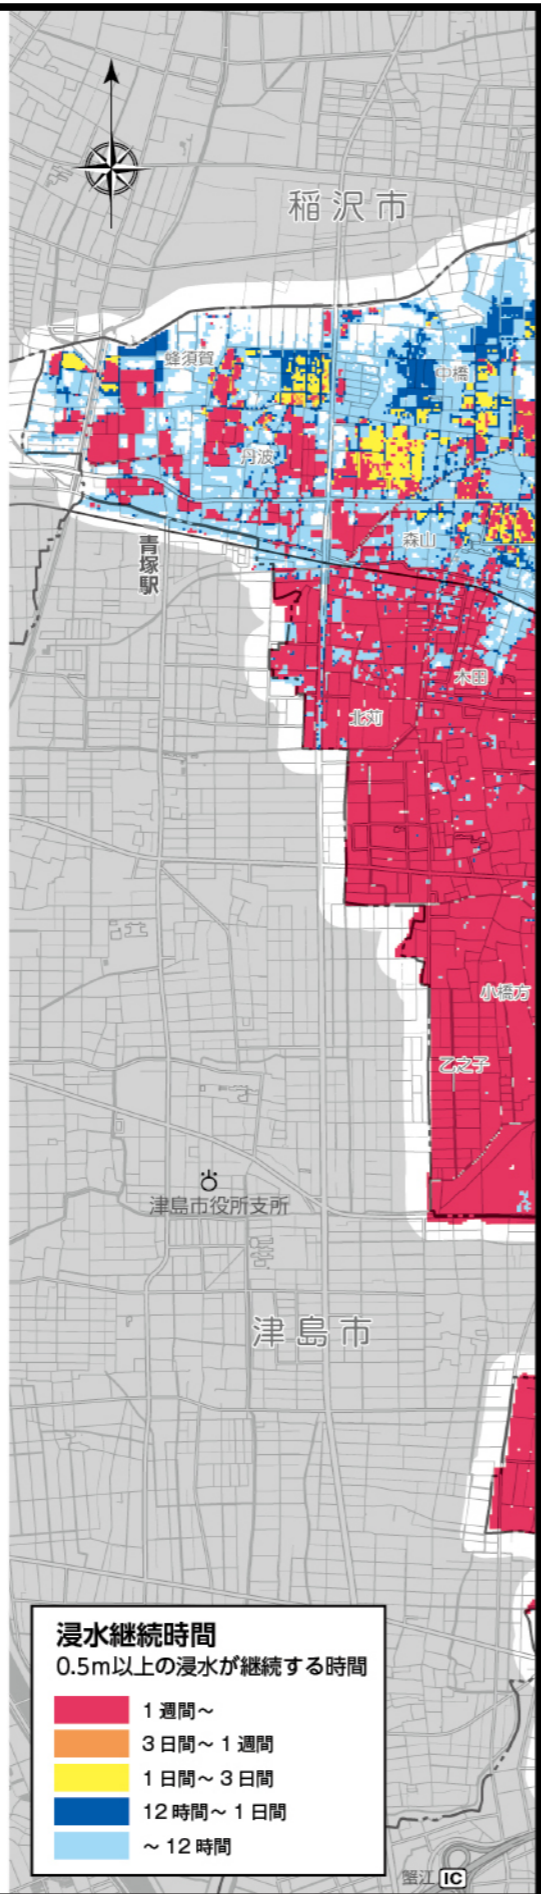 稲沢市
蜂須賀
中橋
丹波
森山
青塚駅
木田
北苅
小橋方
乙之子
津島市役所支所
津島市
浸水継続時間
0.5m以上の浸水が継続する時間
1週間～
3日間～1週間
1日間～3日間
12時間～1日間
～12時間
蟹江IC